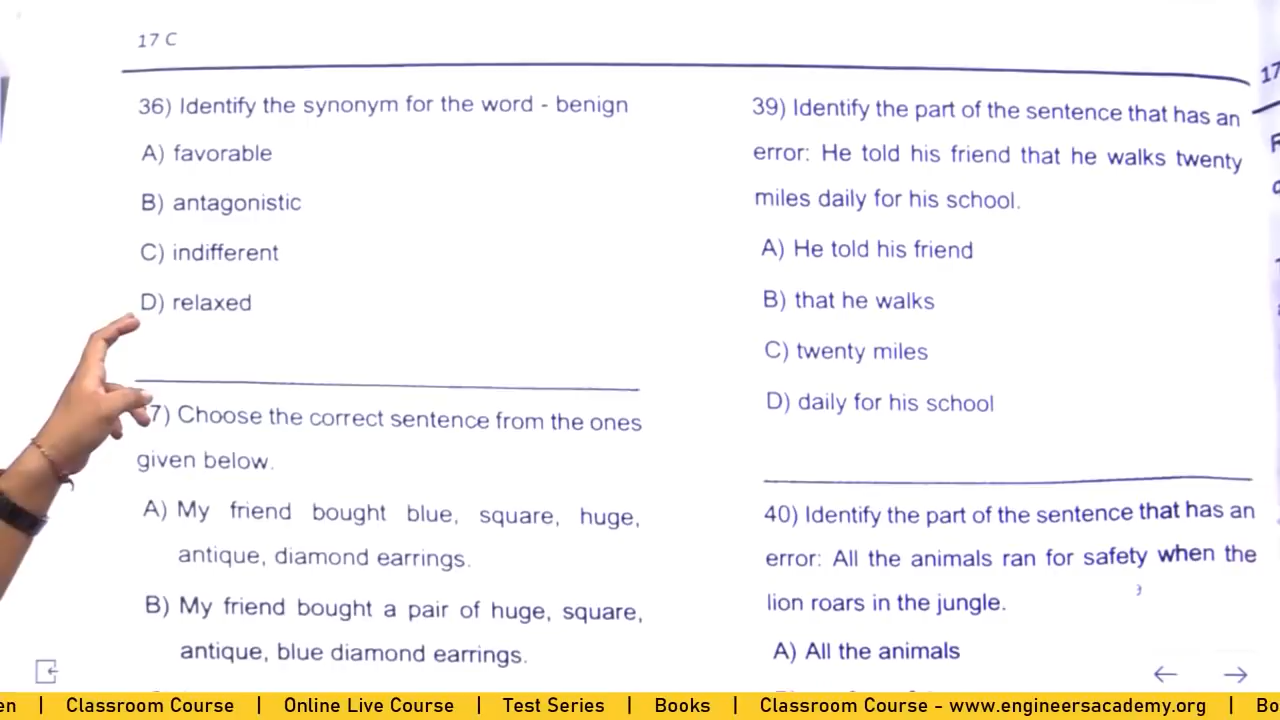 17 C
36) Identify the synonym for the word - benign
A) favorable
B) antagonistic
C) indifferent
D) relaxed
7) Choose the correct sentence from the ones
given below.
A) My friend bought blue, square, huge,
antique, diamond earrings.
B) My friend bought a pair of huge, square,
antique, blue diamond earrings.
39) Identify the part of the sentence that has an
error: He told his friend that he walks twenty
miles daily for his school.
A) He told his friend
B) that he walks
C) twenty miles
D) daily for his school
40) Identify the part of the sentence that has an
error: All the animals ran for safety when the
lion roars in the jungle.
A) All the animals
17
en | Classroom Course | Online Live Course | Test Series | Books | Classroom Course - www.engineersacademy.org | Bo